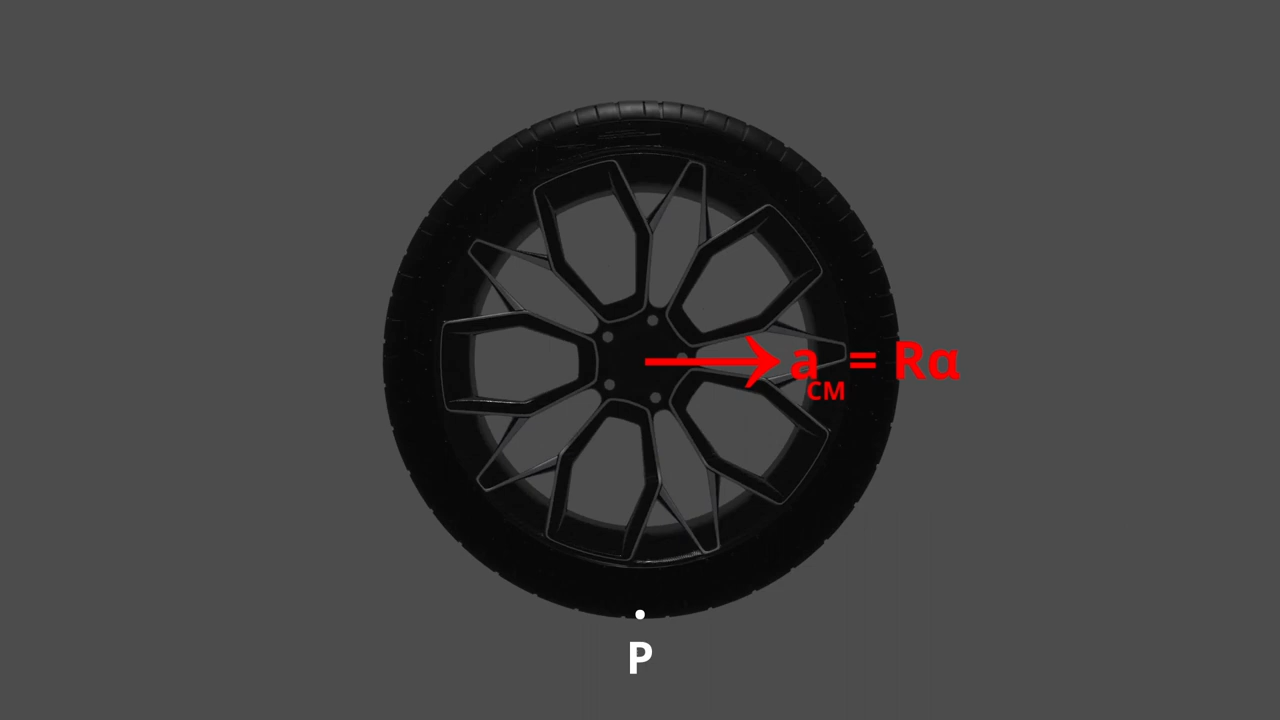 a_CM = Rα
P